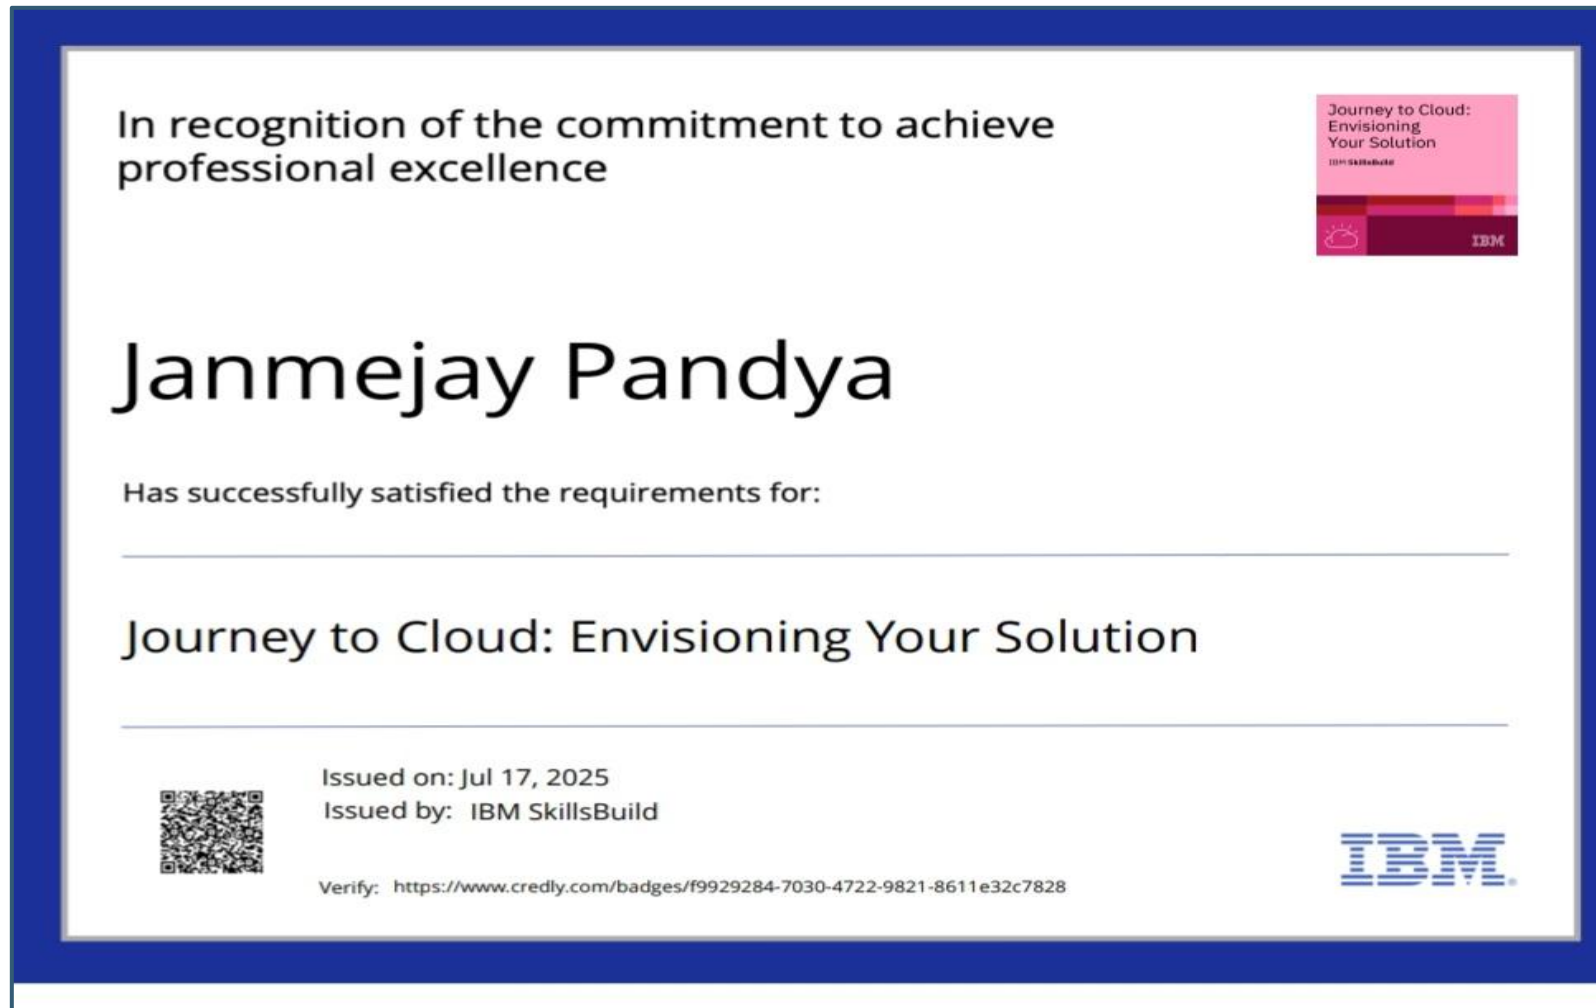 In recognition of the commitment to achieve
professional excellence
Journey to Cloud:
Envisioning
Your Solution
IBM SkillsBuild
IBM
Janmejay Pandya
Has successfully satisfied the requirements for:
Journey to Cloud: Envisioning Your Solution
Issued on: Jul 17, 2025
Issued by: IBM SkillsBuild
Verify: https://www.credly.com/badges/f9929284-7030-4722-9821-8611e32c7828
IBM